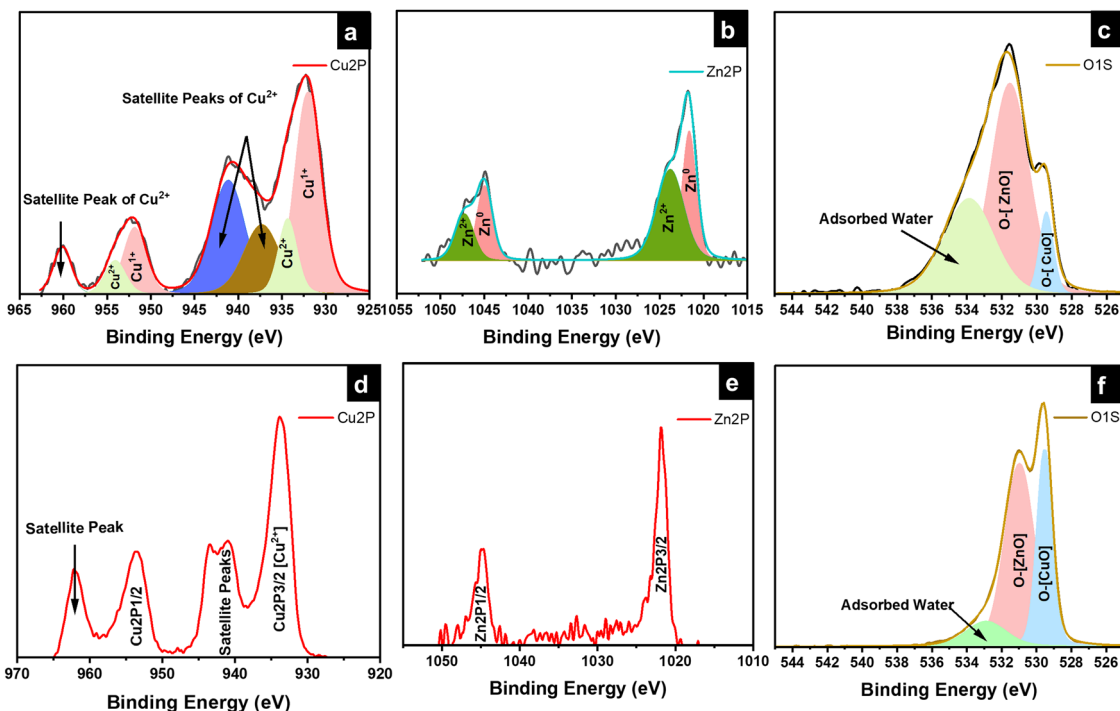 a
Cu2P
Satellite Peaks of Cu²⁺
Satellite Peak of Cu²⁺
Cu²⁺
Cu¹⁺
Cu²⁺
Cu¹⁺
965 960 955 950 945 940 935 930 925
Binding Energy (eV)
b
Zn2P
Zn²⁺
Zn⁰
Zn²⁺
Zn⁰
1055 1050 1045 1040 1035 1030 1025 1020 1015
Binding Energy (eV)
c
O1S
Adsorbed Water
O-[ ZnO]
O-[ CuO]
545 540 538 536 534 532 530 528 526
Binding Energy (eV)
d
Cu2P
Satellite Peak
Cu2P1/2
Satellite Peaks
Cu2P3/2 [Cu²⁺]
970 960 950 940 930 920
Binding Energy (eV)
e
Zn2P
Zn2P1/2
Zn2P3/2
1050 1040 1030 1020 1010
Binding Energy (eV)
f
O1S
Adsorbed Water
O-[ZnO]
O-[CuO]
544 542 536 534 532 530 528 526
Binding Energy (eV)